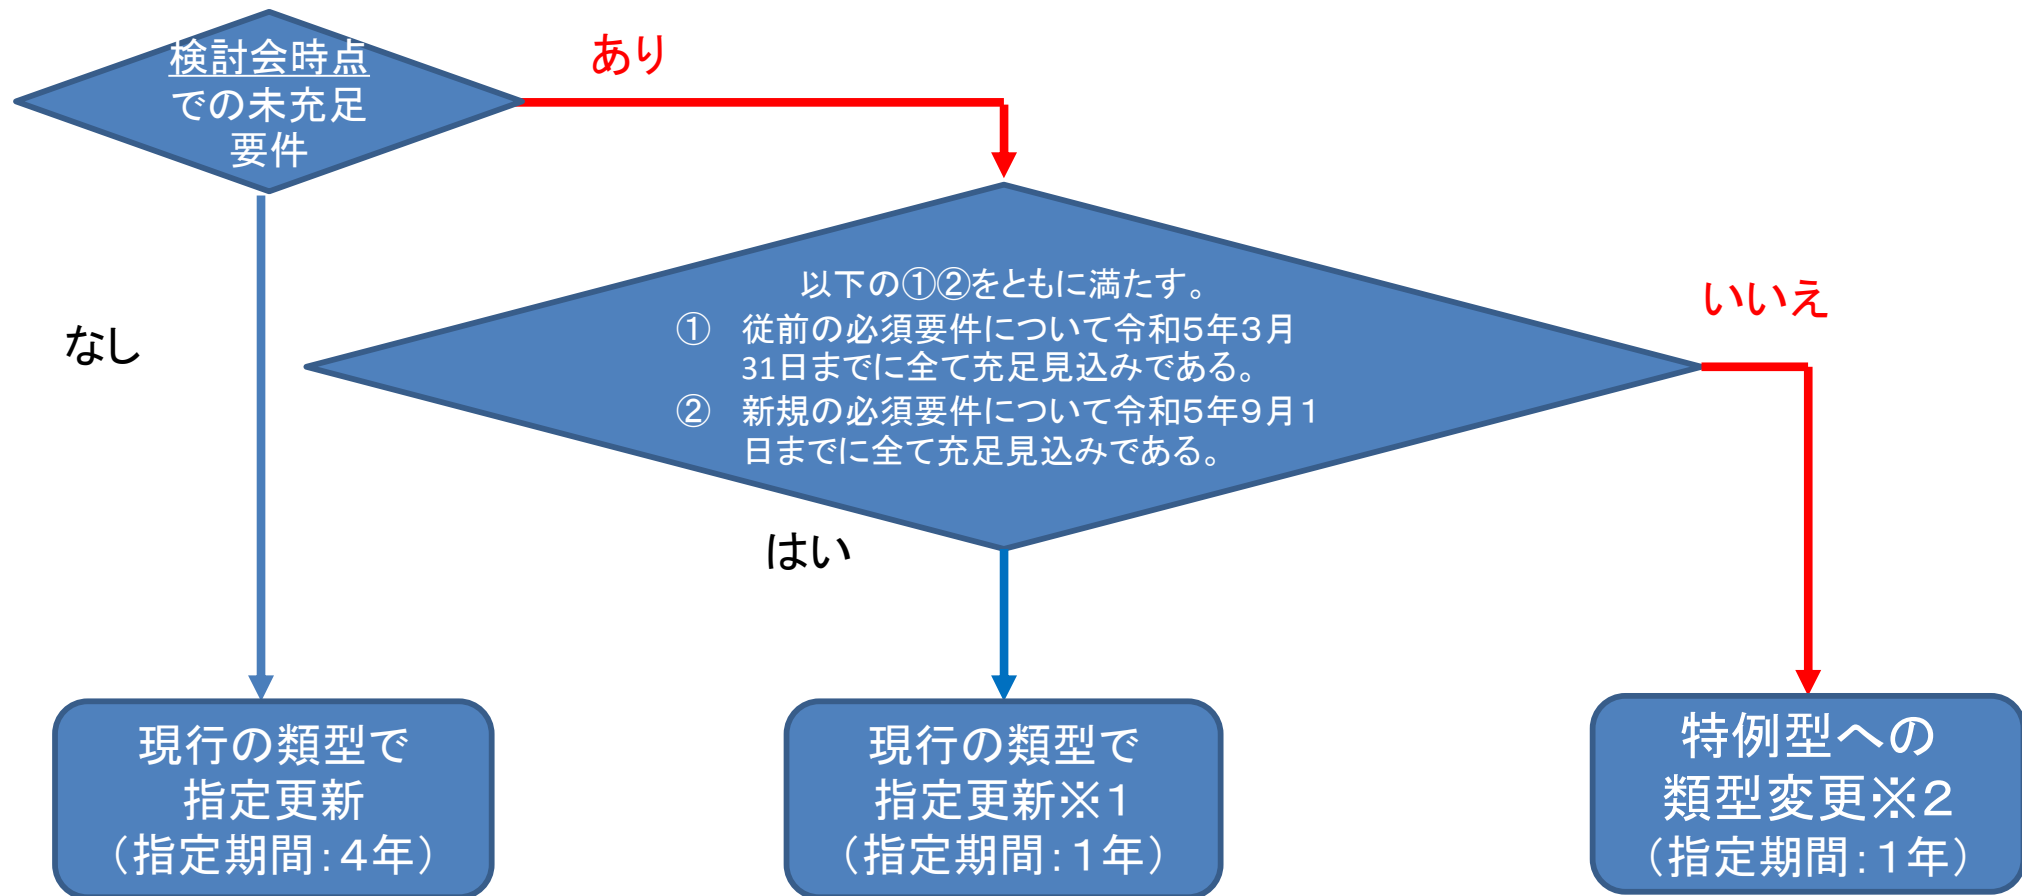 検討会時点
での未充足
要件
あり
なし
以下の①②をともに満たす。
① 従前の必須要件について令和５年３月
31日までに全て充足見込みである。
② 新規の必須要件について令和５年９月１
日までに全て充足見込みである。
いいえ
はい
現行の類型で
指定更新
（指定期間：４年）
現行の類型で
指定更新※１
（指定期間：１年）
特例型への
類型変更※２
（指定期間：１年）